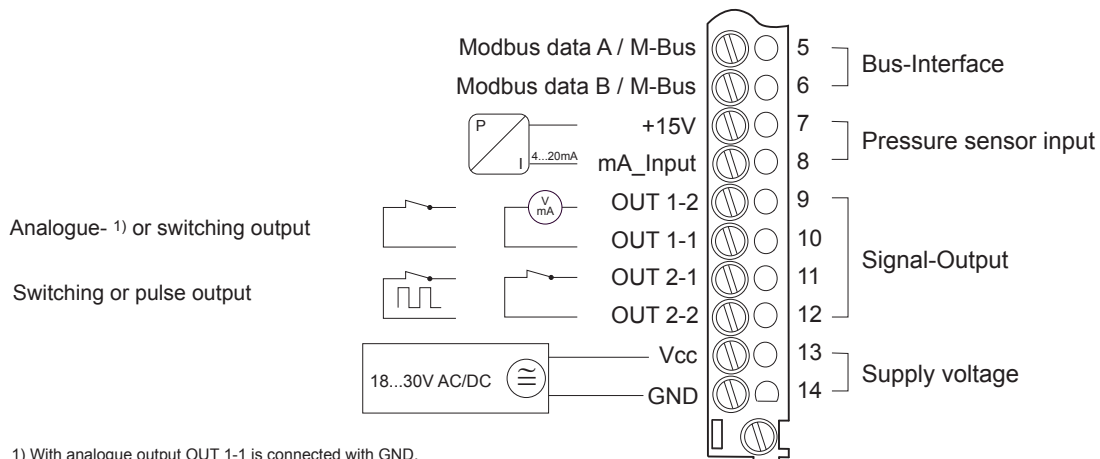 Modbus data A / M-Bus 5
Bus-Interface
Modbus data B / M-Bus 6
P
+15V 7
Pressure sensor input
I 4...20mA
mA_Input 8
V
mA
OUT 1-2 9
Analogue- 1) or switching output
OUT 1-1 10
Signal-Output
OUT 2-1 11
Switching or pulse output
OUT 2-2 12
Vcc 13
18...30V AC/DC
Supply voltage
GND 14
1) With analogue output OUT 1-1 is connected with GND.